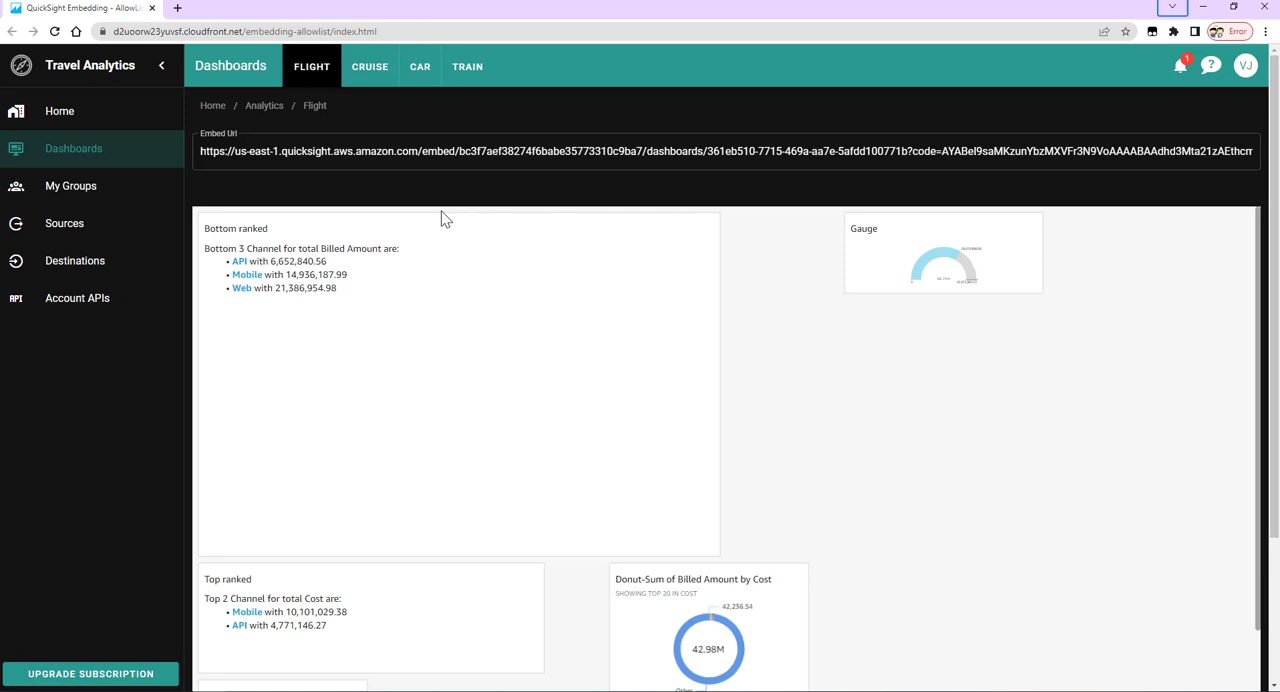 QuickSight Embedding - AllowLi
d2uoorw23yuvsf.cloudfront.net/embedding-allowlist/index.html
Error
Travel Analytics
Dashboards
FLIGHT
CRUISE
CAR
TRAIN
1
?
VJ
Home
Dashboards
My Groups
Sources
Destinations
API
Account APIs
UPGRADE SUBSCRIPTION
Home / Analytics / Flight
Embed Url
https://us-east-1.quicksight.aws.amazon.com/embed/bc3f7aef38274f6babe35773310c9ba7/dashboards/361eb510-7715-469a-aa7e-5afdd100771b?code=AYABeI9saMKzunYbzMXVFr3N9VoAAAABAAdhd3Mta21zAEthcm
Bottom ranked
Bottom 3 Channel for total Billed Amount are:
• API with 6,652,840.56
• Mobile with 14,936,187.99
• Web with 21,386,954.98
Gauge
0
Top ranked
Top 2 Channel for total Cost are:
• Mobile with 10,101,029.38
• API with 4,771,146.27
Donut-Sum of Billed Amount by Cost
SHOWING TOP 20 IN COST
42,236.54
42.98M